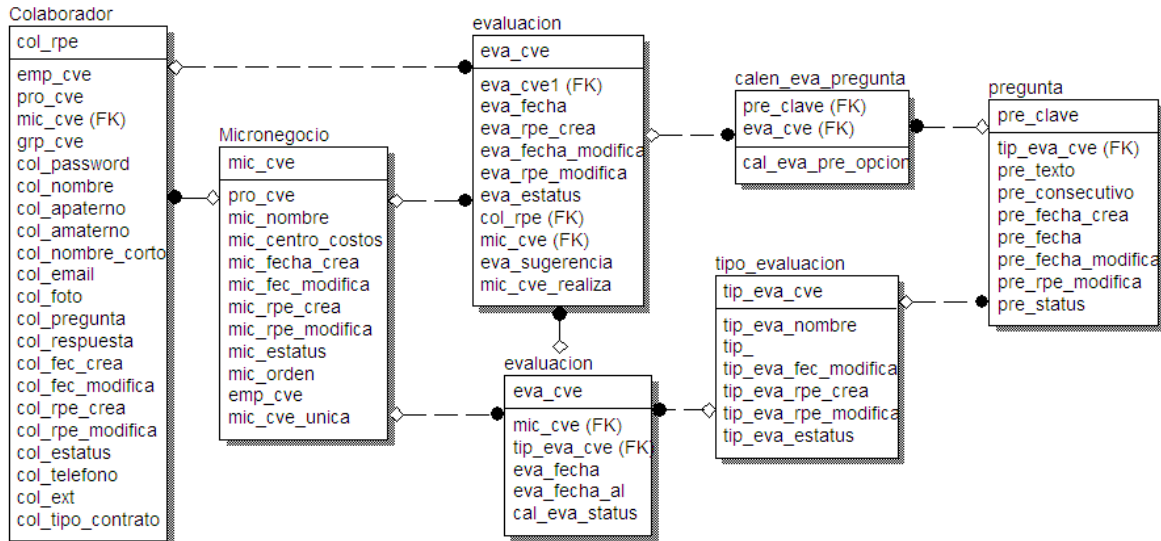 Colaborador
col_rpe
emp_cve
pro_cve
mic_cve (FK)
grp_cve
col_password
col_nombre
col_apaterno
col_amaterno
col_nombre_corto
col_email
col_foto
col_pregunta
col_respuesta
col_fec_crea
col_fec_modifica
col_rpe_crea
col_rpe_modifica
col_estatus
col_telefono
col_ext
col_tipo_contrato
Micronegocio
mic_cve
pro_cve
mic_nombre
mic_centro_costos
mic_fecha_crea
mic_fec_modifica
mic_rpe_crea
mic_rpe_modifica
mic_estatus
mic_orden
emp_cve
mic_cve_unica
evaluacion
eva_cve
eva_cve1 (FK)
eva_fecha
eva_rpe_crea
eva_fecha_modifica
eva_rpe_modifica
eva_estatus
col_rpe (FK)
mic_cve (FK)
eva_sugerencia
mic_cve_realiza
evaluacion
eva_cve
mic_cve (FK)
tip_eva_cve (FK)
eva_fecha
eva_fecha_al
cal_eva_status
calen_eva_pregunta
pre_clave (FK)
eva_cve (FK)
cal_eva_pre_opcion
tipo_evaluacion
tip_eva_cve
tip_eva_nombre
tip_
tip_eva_fec_modifica
tip_eva_rpe_crea
tip_eva_rpe_modifica
tip_eva_estatus
pregunta
pre_clave
tip_eva_cve (FK)
pre_texto
pre_consecutivo
pre_fecha_crea
pre_fecha
pre_fecha_modifica
pre_rpe_modifica
pre_status